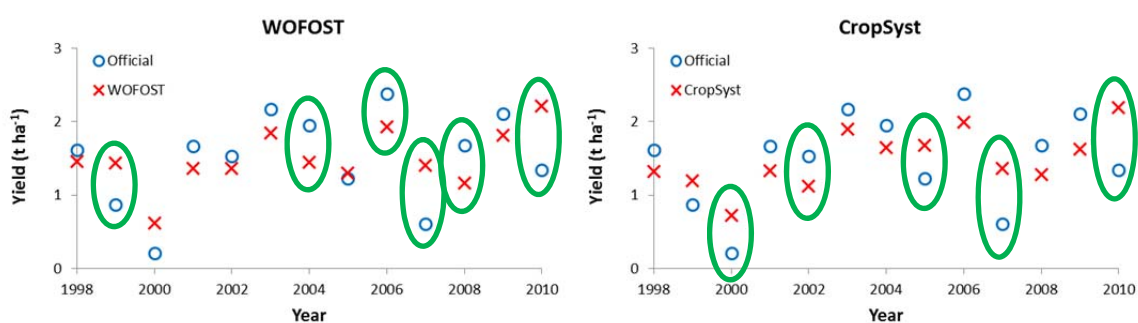 WOFOST
Yield (t ha-1)
3
2
1
0
Official
WOFOST
1998 2000 2002 2004 2006 2008 2010
Year
CropSyst
Yield (t ha-1)
3
2
1
0
Official
CropSyst
1998 2000 2002 2004 2006 2008 2010
Year